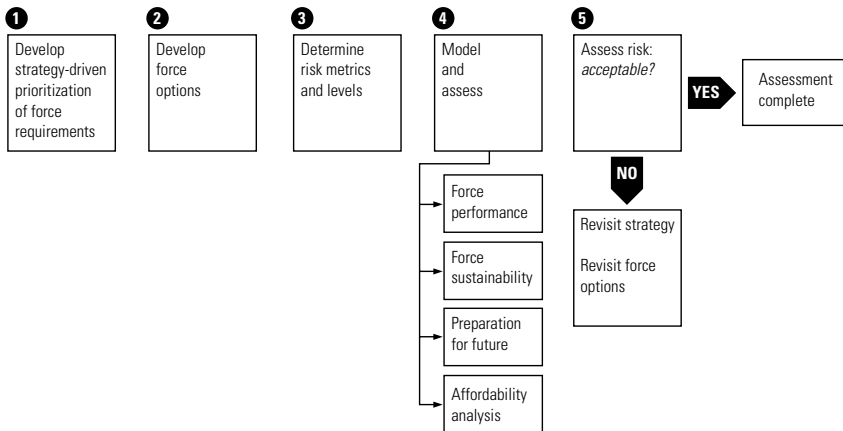 1
Develop
strategy-driven
prioritization
of force
requirements
2
Develop
force
options
3
Determine
risk metrics
and levels
4
Model
and
assess
Force
performance
Force
sustainability
Preparation
for future
Affordability
analysis
5
Assess risk:
acceptable?
YES
Assessment
complete
NO
Revisit strategy
Revisit force
options